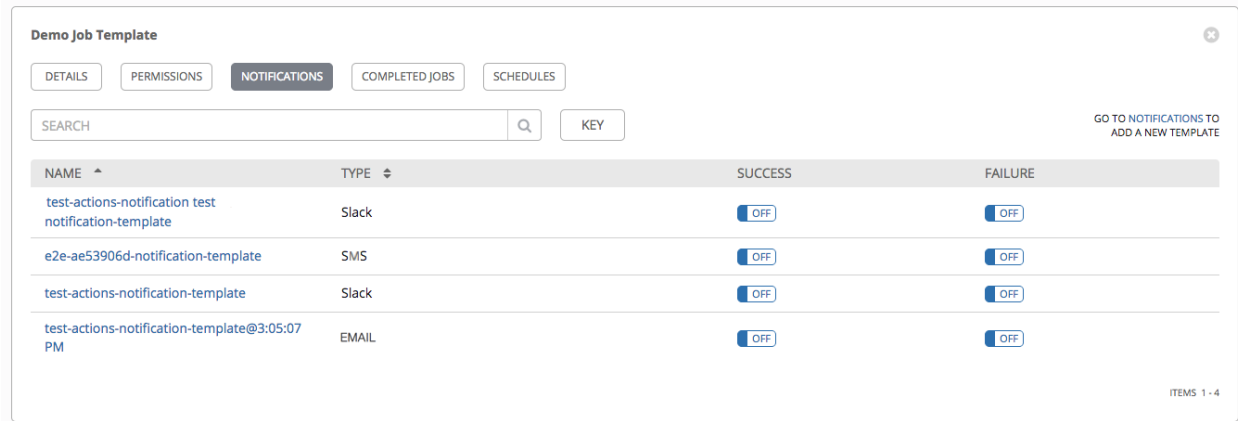 Demo Job Template
DETAILS PERMISSIONS NOTIFICATIONS COMPLETED JOBS SCHEDULES
SEARCH KEY
GO TO NOTIFICATIONS TO
ADD A NEW TEMPLATE
NAME TYPE SUCCESS FAILURE
test-actions-notification test
notification-template Slack OFF OFF
e2e-ae53906d-notification-template SMS OFF OFF
test-actions-notification-template Slack OFF OFF
test-actions-notification-template@3:05:07
PM EMAIL OFF OFF
ITEMS 1 - 4